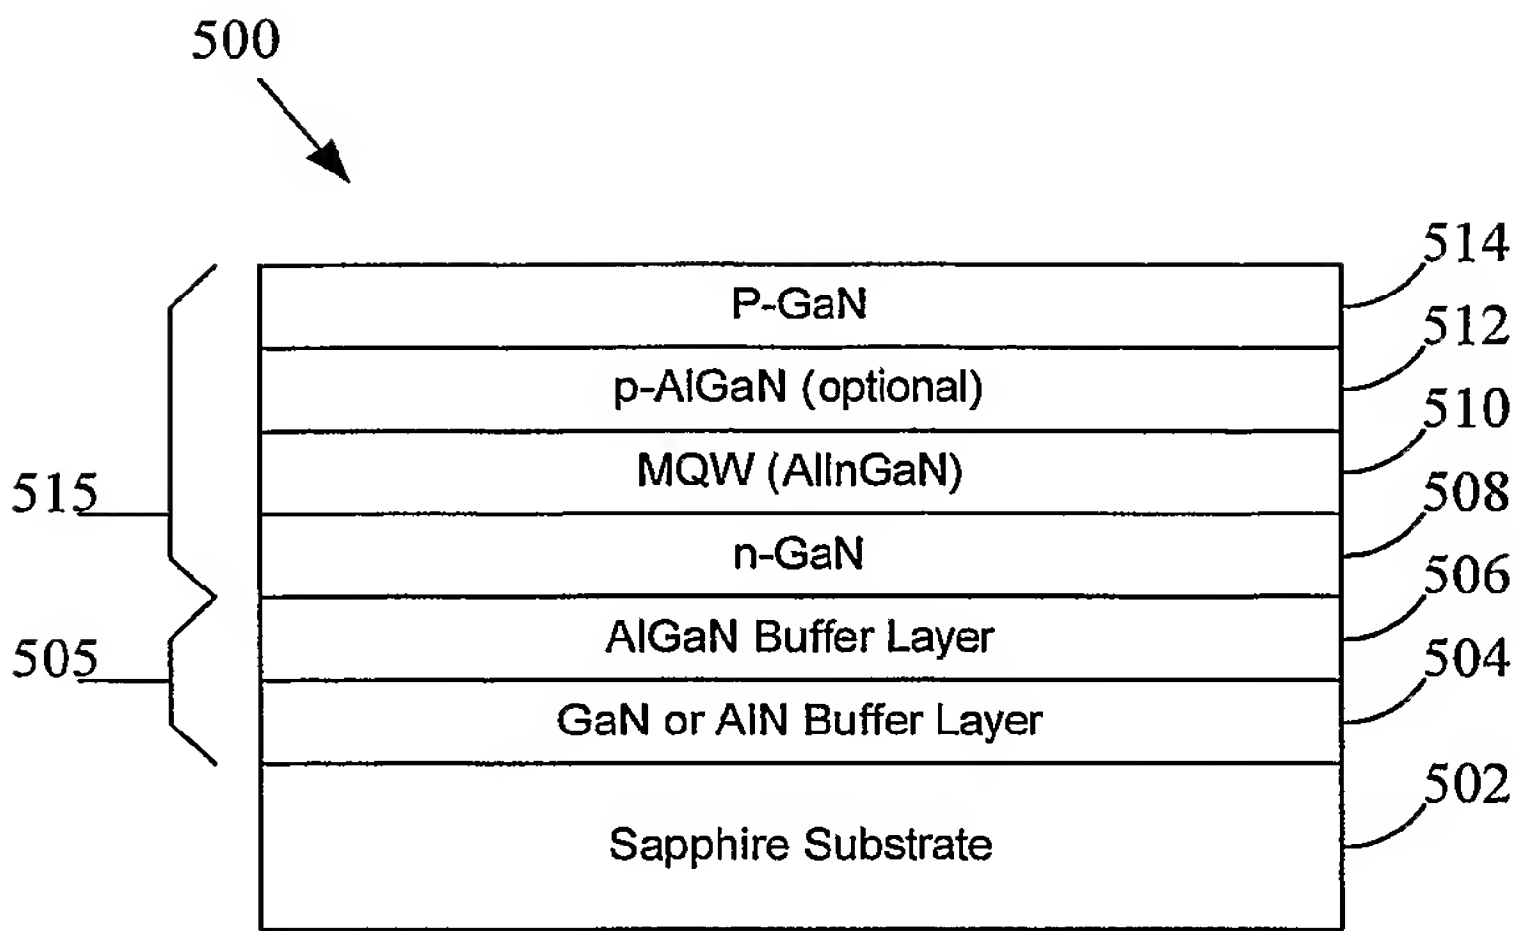 500
514
P-GaN
512
p-AlGaN (optional)
510
MQW (AlInGaN)
515
508
n-GaN
506
AlGaN Buffer Layer
505
504
GaN or AlN Buffer Layer
502
Sapphire Substrate